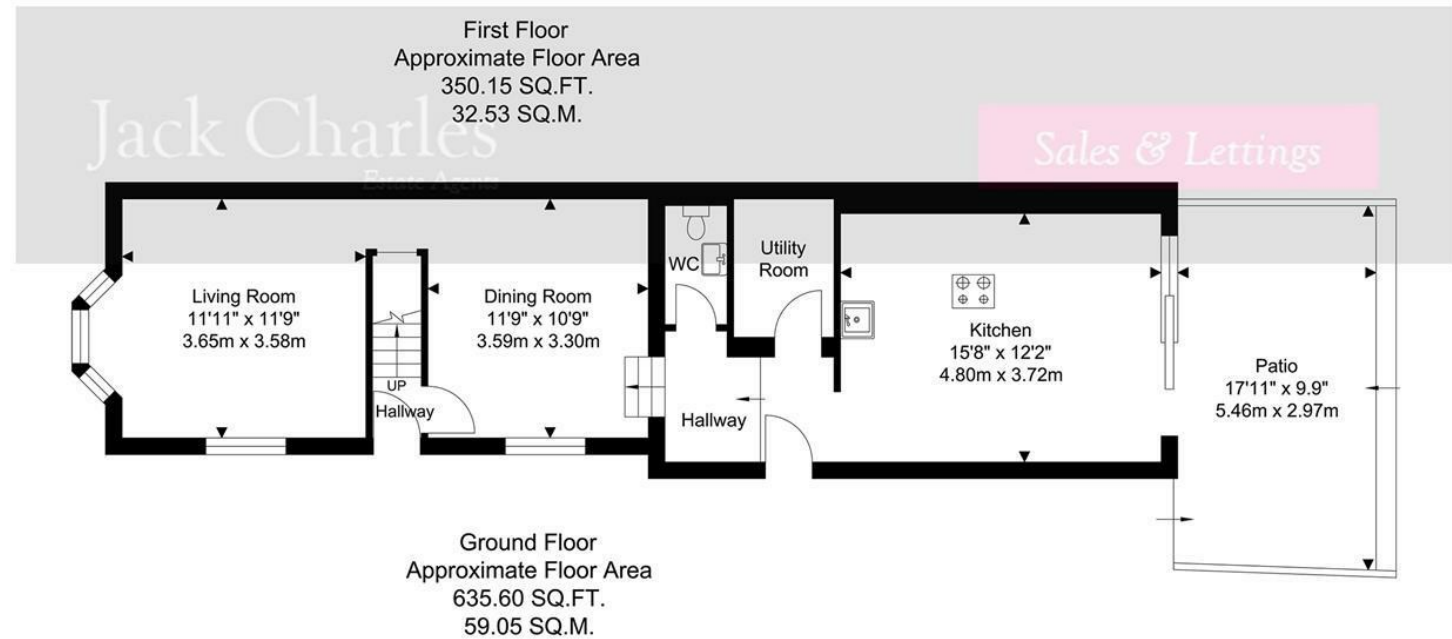 First Floor
Approximate Floor Area
350.15 SQ.FT.
32.53 SQ.M.
Jack Charles
Estate Agents
Sales & Lettings
Living Room
11'11" x 11'9"
3.65m x 3.58m
UP
Hallway
Dining Room
11'9" x 10'9"
3.59m x 3.30m
WC
Utility
Room
Hallway
Kitchen
15'8" x 12'2"
4.80m x 3.72m
Patio
17'11" x 9.9"
5.46m x 2.97m
Ground Floor
Approximate Floor Area
635.60 SQ.FT.
59.05 SQ.M.